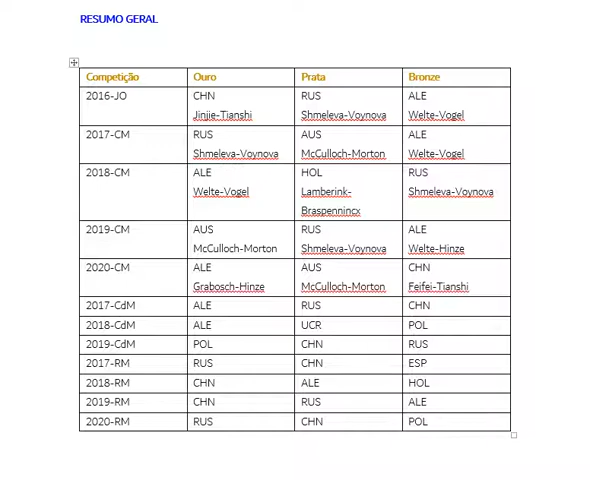 RESUMO GERAL
Competição Ouro Prata Bronze
2016-JO CHN RUS ALE
Jinjie-Tianshi Shmeleva-Voynova Welte-Vogel
2017-CM RUS AUS ALE
Shmeleva-Voynova McCulloch-Morton Welte-Vogel
2018-CM ALE HOL RUS
Welte-Vogel Lamberink- Shmeleva-Voynova
Braspennincx
2019-CM AUS RUS ALE
McCulloch-Morton Shmeleva-Voynova Welte-Hinze
2020-CM ALE AUS CHN
Grabosch-Hinze McCulloch-Morton Feifei-Tianshi
2017-CdM ALE RUS CHN
2018-CdM ALE UCR POL
2019-CdM POL CHN RUS
2017-RM RUS CHN ESP
2018-RM CHN ALE HOL
2019-RM CHN RUS ALE
2020-RM RUS CHN POL